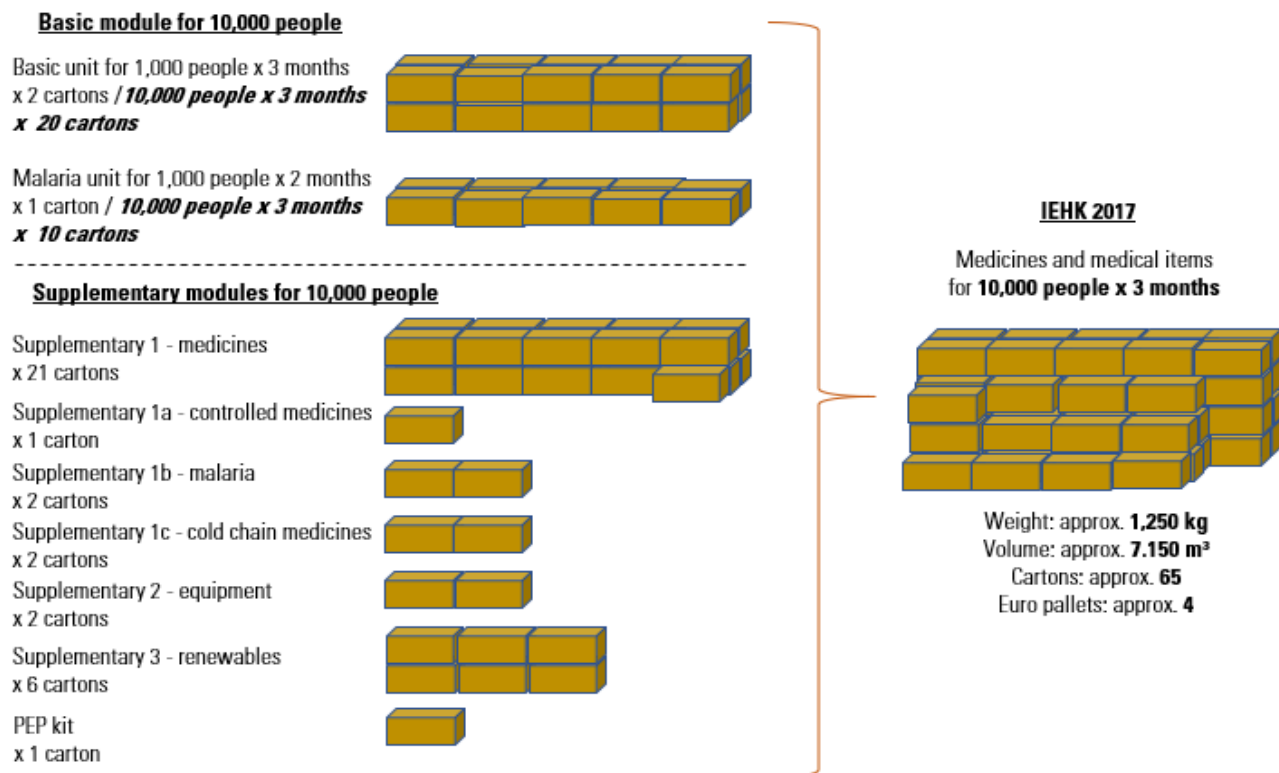 Basic module for 10,000 people
Basic unit for 1,000 people x 3 months
x 2 cartons / 10,000 people x 3 months
x 20 cartons
Malaria unit for 1,000 people x 2 months
x 1 carton / 10,000 people x 3 months
x 10 cartons
Supplementary modules for 10,000 people
Supplementary 1 - medicines
x 21 cartons
Supplementary 1a - controlled medicines
x 1 carton
Supplementary 1b - malaria
x 2 cartons
Supplementary 1c - cold chain medicines
x 2 cartons
Supplementary 2 - equipment
x 2 cartons
Supplementary 3 - renewables
x 6 cartons
PEP kit
x 1 carton
IEHK 2017
Medicines and medical items
for 10,000 people x 3 months
Weight: approx. 1,250 kg
Volume: approx. 7.150 m³
Cartons: approx. 65
Euro pallets: approx. 4